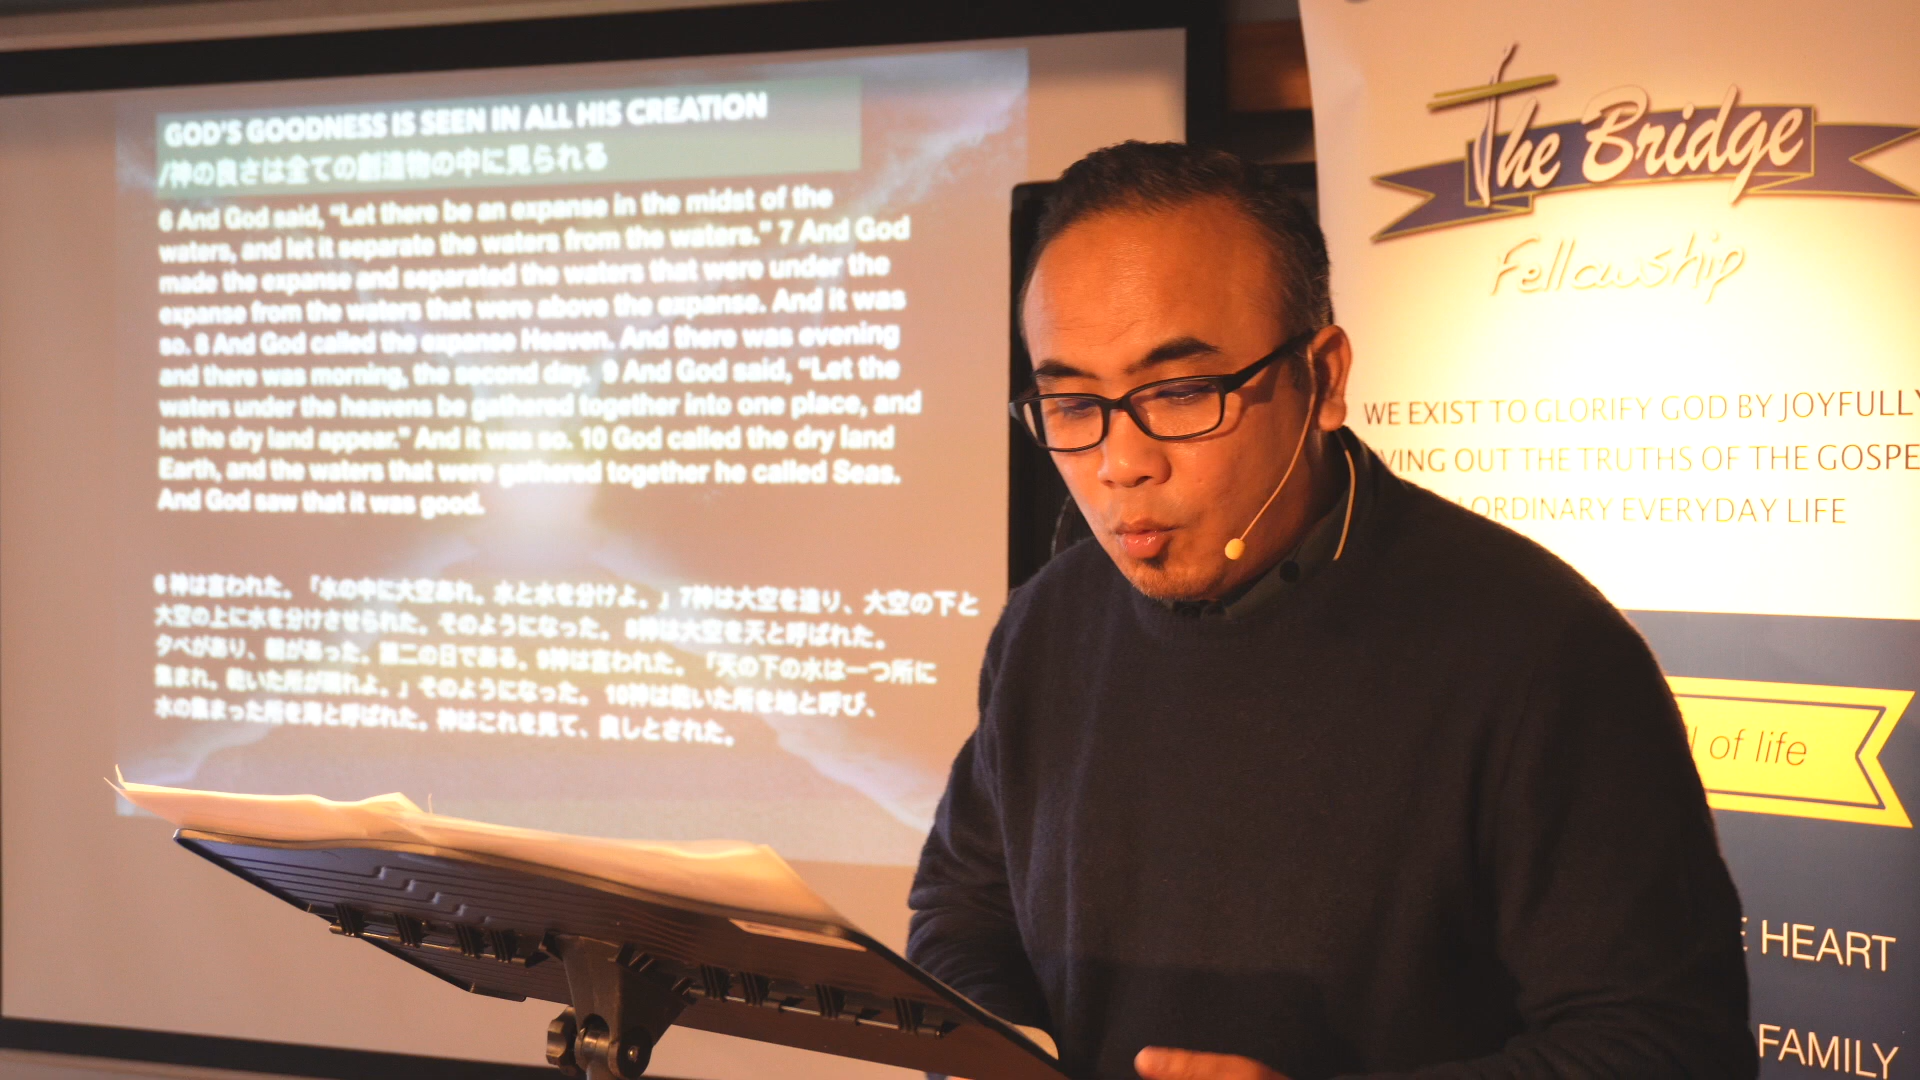 GOD'S GOODNESS IS SEEN IN ALL HIS CREATION
/神の良さは全ての創造物の中に見られる
6 And God said, “Let there be an expanse in the midst of the
waters, and let it separate the waters from the waters.” 7 And God
made the expanse and separated the waters that were under the
expanse from the waters that were above the expanse. And it was
so. 8 And God called the expanse Heaven. And there was evening
and there was morning, the second day. 9 And God said, “Let the
waters under the heavens be gathered together into one place, and
let the dry land appear.” And it was so. 10 God called the dry land
Earth, and the waters that were gathered together he called Seas.
And God saw that it was good.
6 神は言われた。「水の中に大空あれ。水と水を分けよ。」7神は大空を造り、大空の下と
大空の上に水を分けさせられた。そのようになった。 8神は大空を天と呼ばれた。
夕べがあり、朝があった。第二の日である。9神は言われた。「天の下の水は一つ所に
集まれ。乾いた所が現れよ。」そのようになった。 10神は乾いた所を地と呼び、
水の集まった所を海と呼ばれた。神はこれを見て、良しとされた。
The Bridge
Fellowship
WE EXIST TO GLORIFY GOD BY JOYFULLY
VING OUT THE TRUTHS OF THE GOSPE
ORDINARY EVERYDAY LIFE
of life
HEART
FAMILY